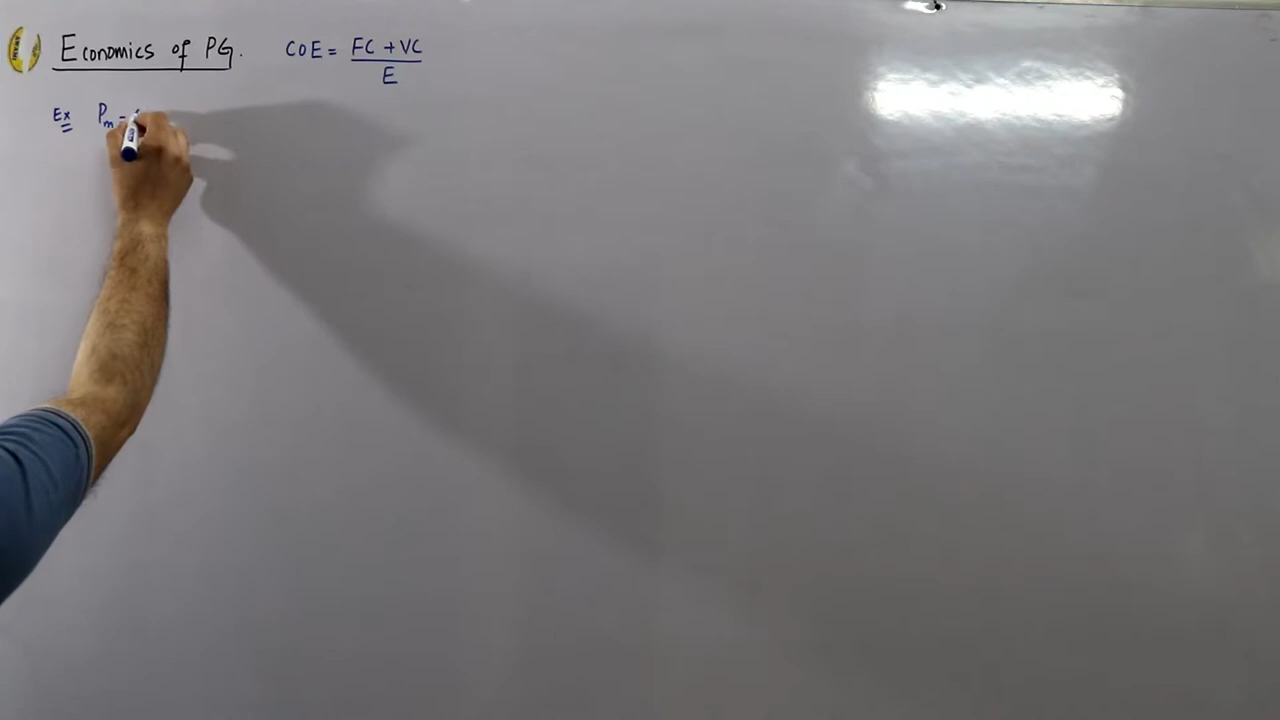 Economics of PG. COE = FC + VC / E
Ex Pm =